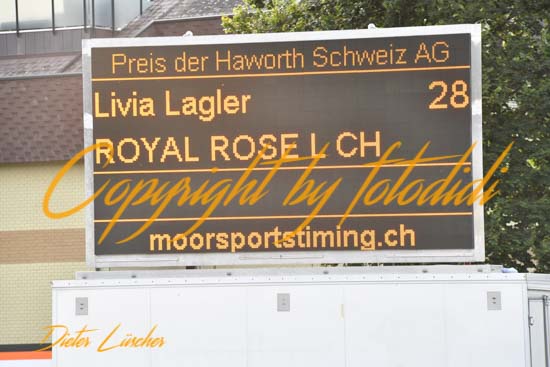 Preis der Haworth Schweiz AG
Livia Lagler 28
ROYAL ROSE L CH
Copyright by fotodidi
moorsportstiming.ch
Dieter Lüscher